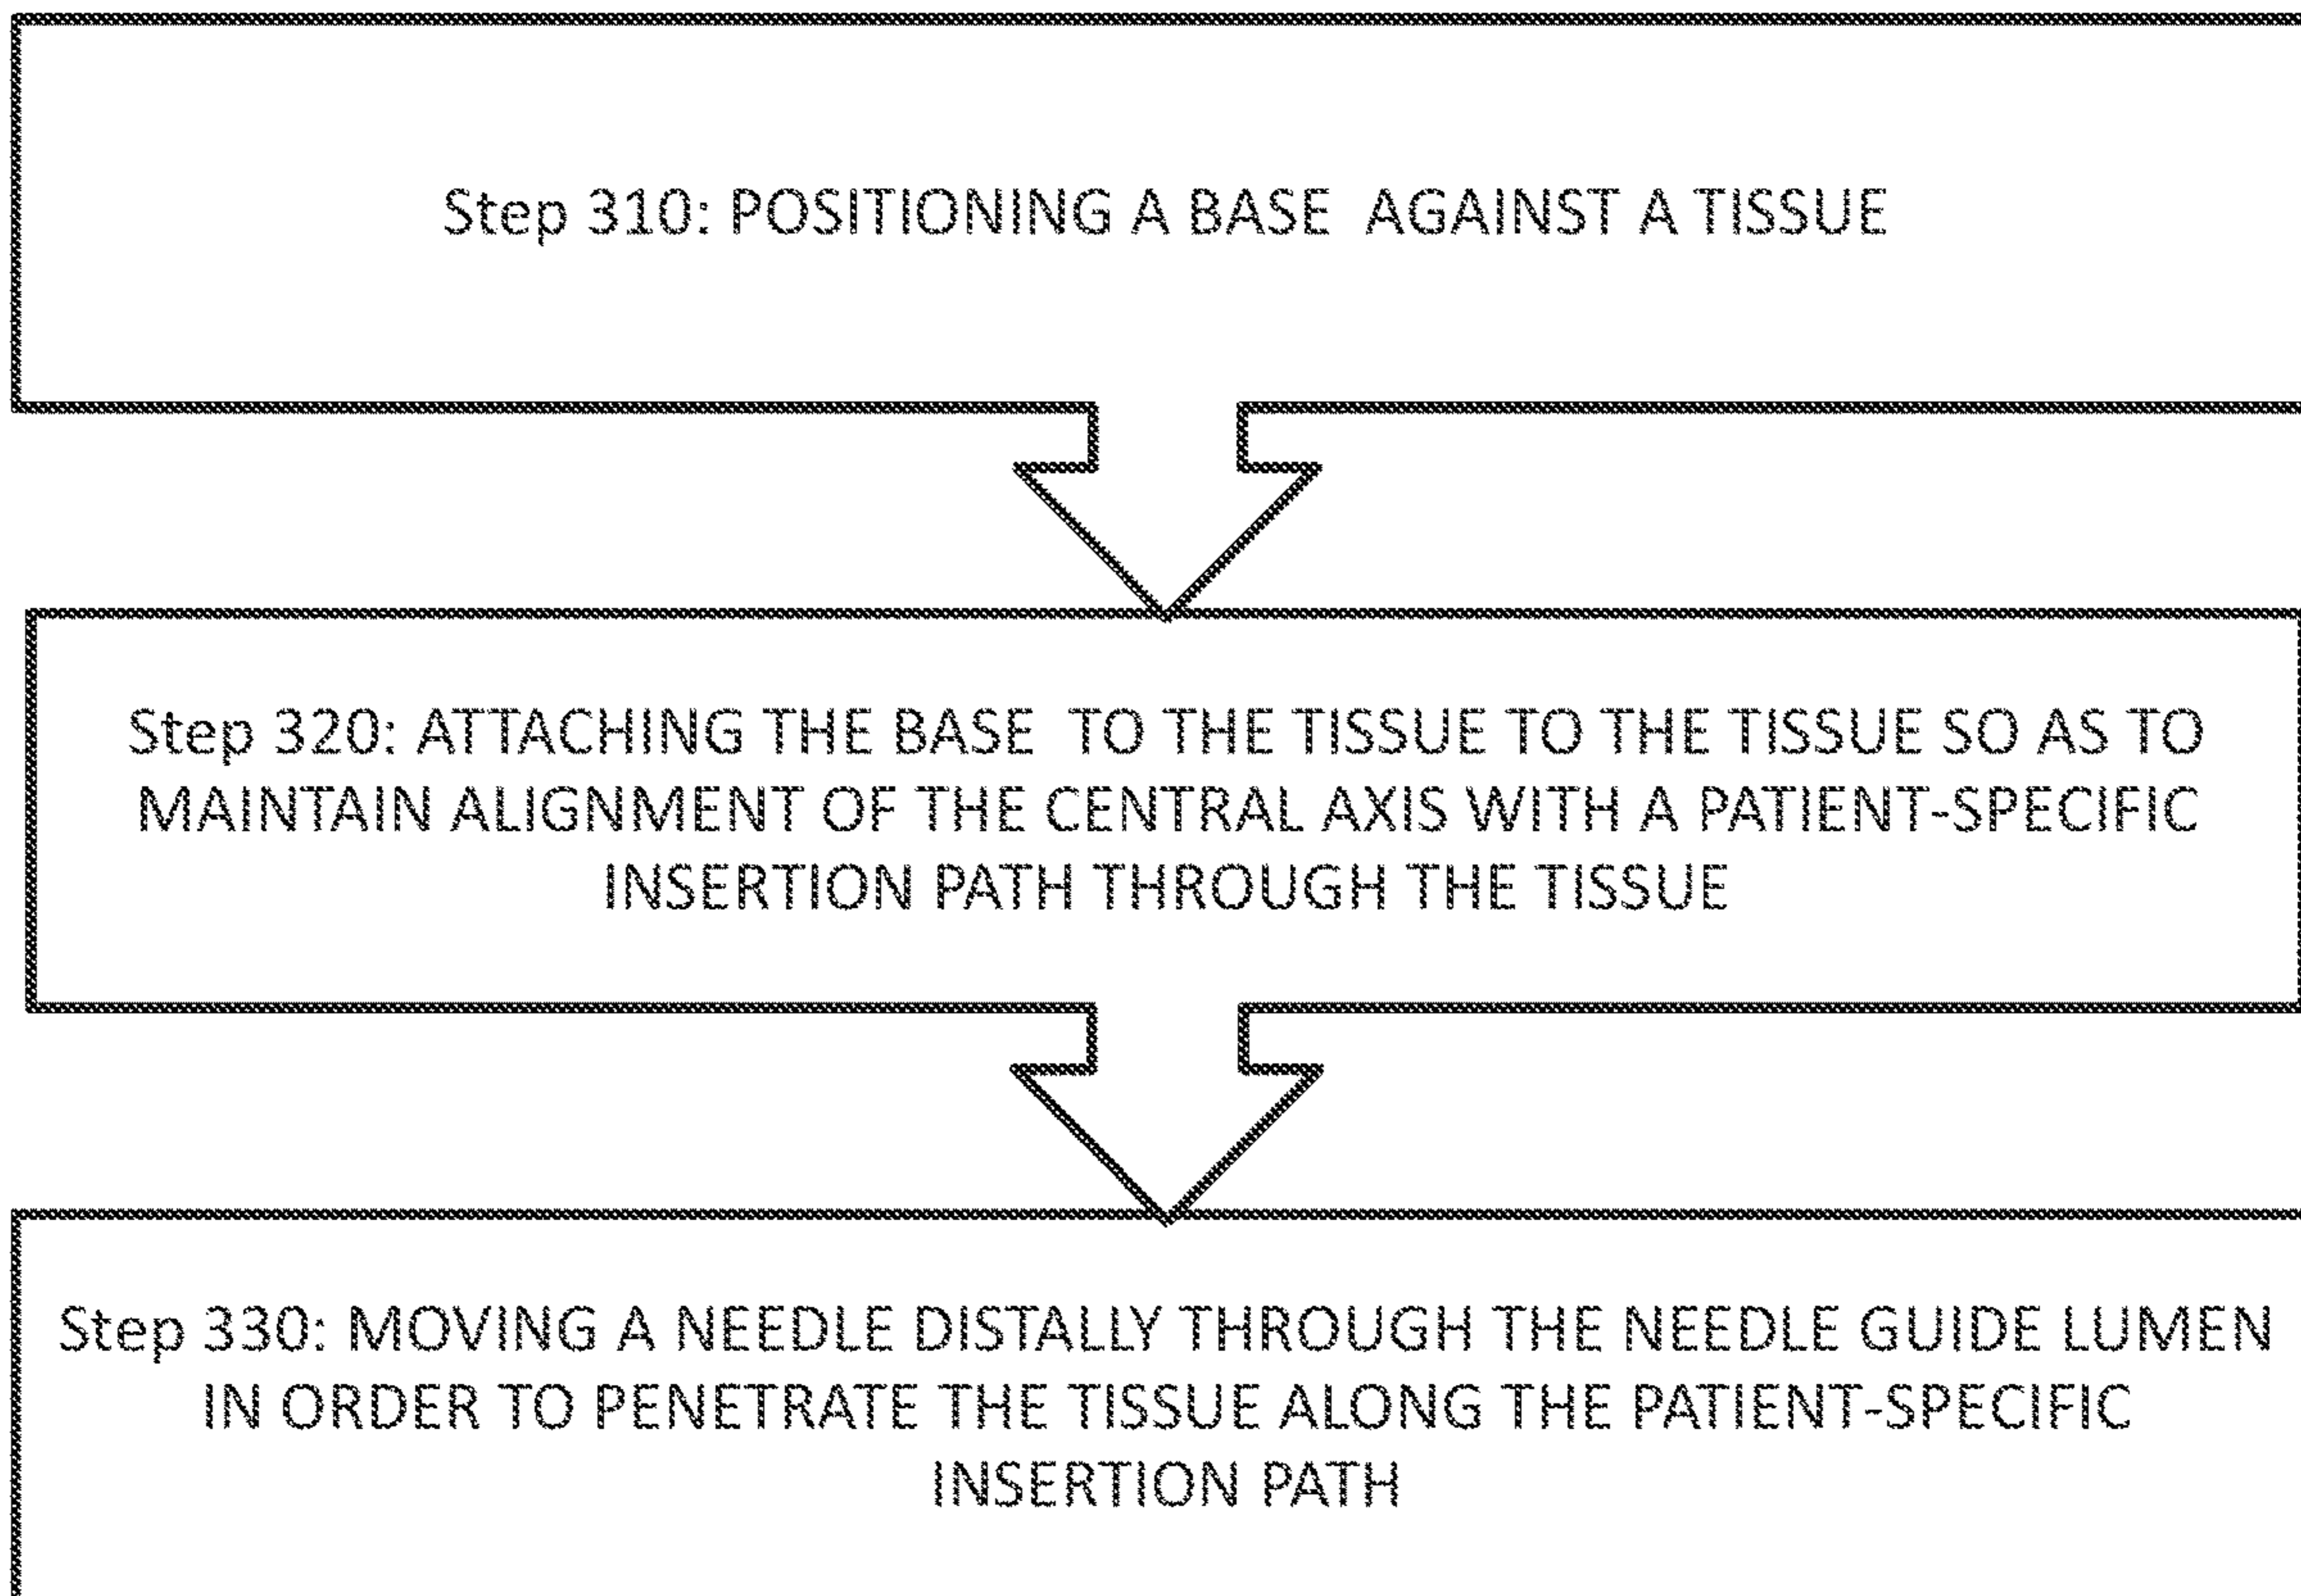 Step 310: POSITIONING A BASE AGAINST A TISSUE
Step 320: ATTACHING THE BASE TO THE TISSUE TO THE TISSUE SO AS TO
MAINTAIN ALIGNMENT OF THE CENTRAL AXIS WITH A PATIENT-SPECIFIC
INSERTION PATH THROUGH THE TISSUE
Step 330: MOVING A NEEDLE DISTALLY THROUGH THE NEEDLE GUIDE LUMEN
IN ORDER TO PENETRATE THE TISSUE ALONG THE PATIENT-SPECIFIC
INSERTION PATH